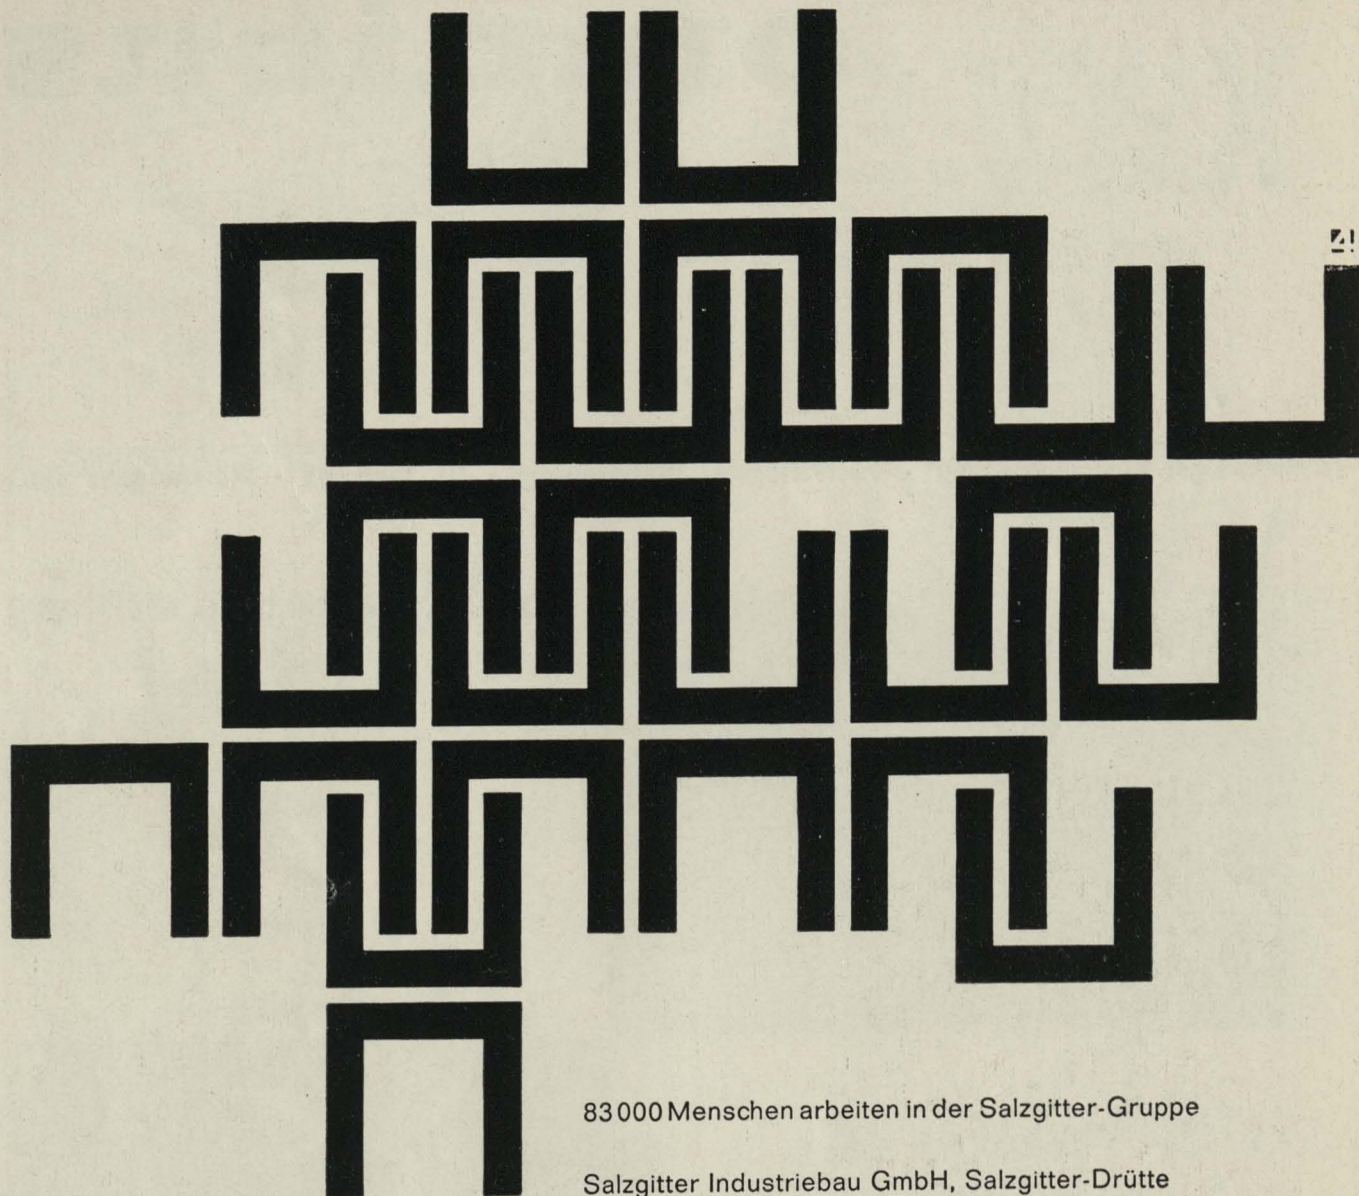 83000 Menschen arbeiten in der Salzgitter-Gruppe
Salzgitter Industriebau GmbH, Salzgitter-Drütte